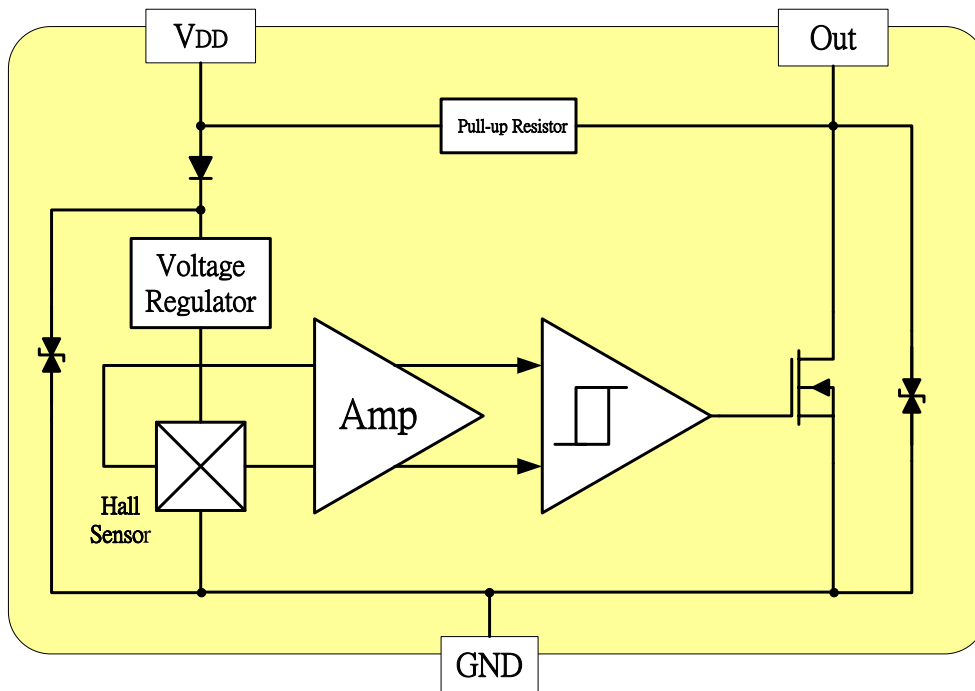 VDD
Out
Pull-up Resistor
Voltage
Regulator
Amp
Hall
Sensor
GND